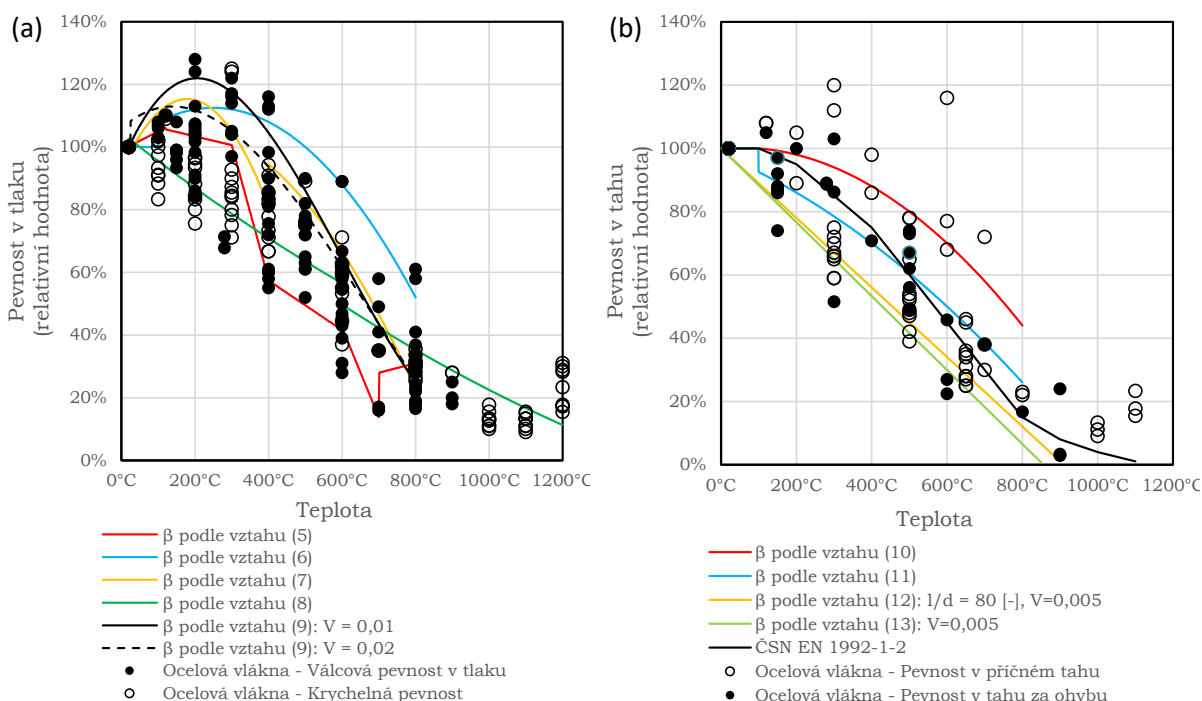 (a)
140%
120%
100%
80%
60%
40%
20%
0%
Pevnost v tlaku
(relativní hodnota)
0°C 200°C 400°C 600°C 800°C 1000°C 1200°C
Teplota
β podle vztahu (5)
β podle vztahu (6)
β podle vztahu (7)
β podle vztahu (8)
β podle vztahu (9): V = 0,01
β podle vztahu (9): V = 0,02
Ocelová vlákna - Válcová pevnost v tlaku
Ocelová vlákna - Krychelná pevnost
(b)
140%
120%
100%
80%
60%
40%
20%
0%
Pevnost v tahu
(relativní hodnota)
0°C 200°C 400°C 600°C 800°C 1000°C 1200°C
Teplota
β podle vztahu (10)
β podle vztahu (11)
β podle vztahu (12): l/d = 80 [-], V=0,005
β podle vztahu (13): V=0,005
ČSN EN 1992-1-2
Ocelová vlákna - Pevnost v příčném tahu
Ocelová vlákna - Pevnost v tahu za ohybu